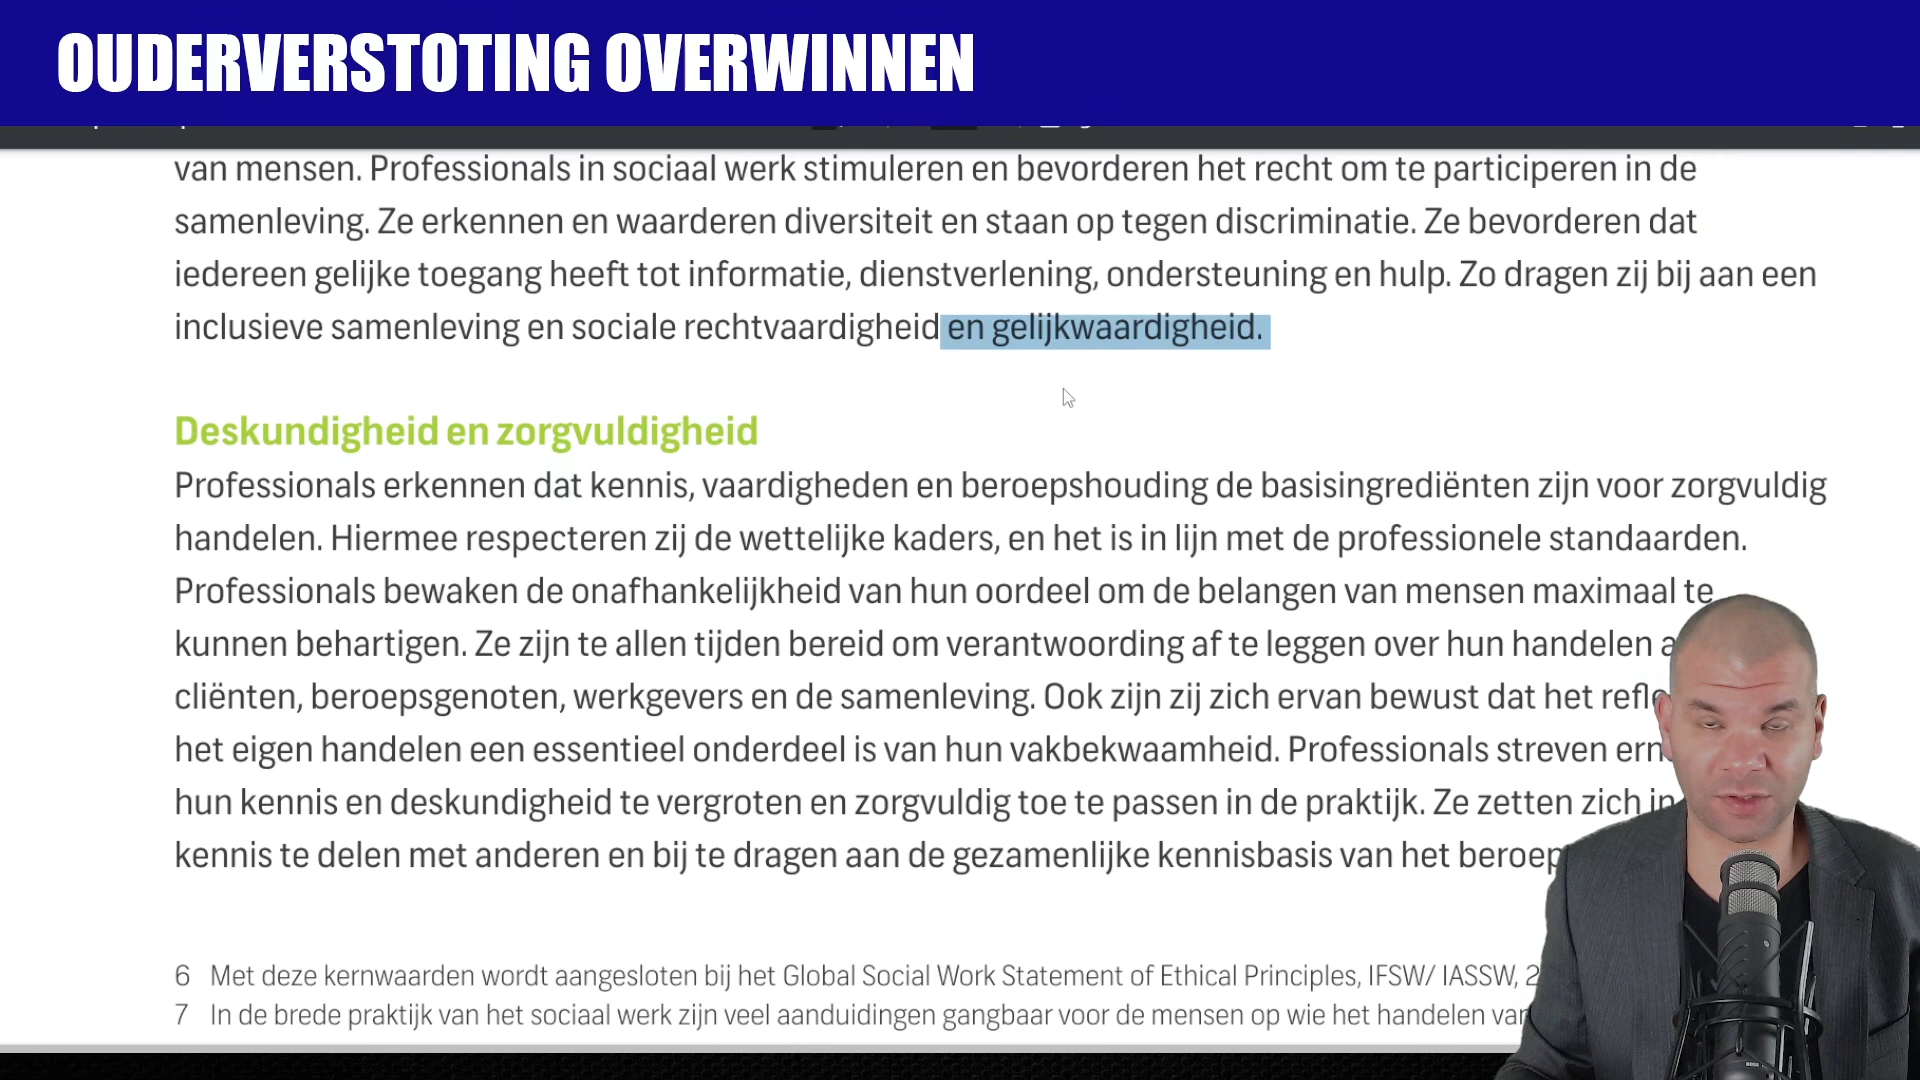 OUDERVERSTOTING OVERWINNEN
van mensen. Professionals in sociaal werk stimuleren en bevorderen het recht om te participeren in de
samenleving. Ze erkennen en waarderen diversiteit en staan op tegen discriminatie. Ze bevorderen dat
iedereen gelijke toegang heeft tot informatie, dienstverlening, ondersteuning en hulp. Zo dragen zij bij aan een
inclusieve samenleving en sociale rechtvaardigheid en gelijkwaardigheid.
Deskundigheid en zorgvuldigheid
Professionals erkennen dat kennis, vaardigheden en beroepshouding de basisingrediënten zijn voor zorgvuldig
handelen. Hiermee respecteren zij de wettelijke kaders, en het is in lijn met de professionele standaarden.
Professionals bewaken de onafhankelijkheid van hun oordeel om de belangen van mensen maximaal te
kunnen behartigen. Ze zijn te allen tijden bereid om verantwoording af te leggen over hun handelen
cliënten, beroepsgenoten, werkgevers en de samenleving. Ook zijn zij zich ervan bewust dat het
het eigen handelen een essentieel onderdeel is van hun vakbekwaamheid. Professionals streven
hun kennis en deskundigheid te vergroten en zorgvuldig toe te passen in de praktijk. Ze zetten zich in
kennis te delen met anderen en bij te dragen aan de gezamenlijke kennisbasis van het
6 Met deze kernwaarden wordt aangesloten bij het Global Social Work Statement of Ethical Principles, IFSW/ IASSW,
7 In de brede praktijk van het sociaal werk zijn veel aanduidingen gangbaar voor de mensen op wie het handelen